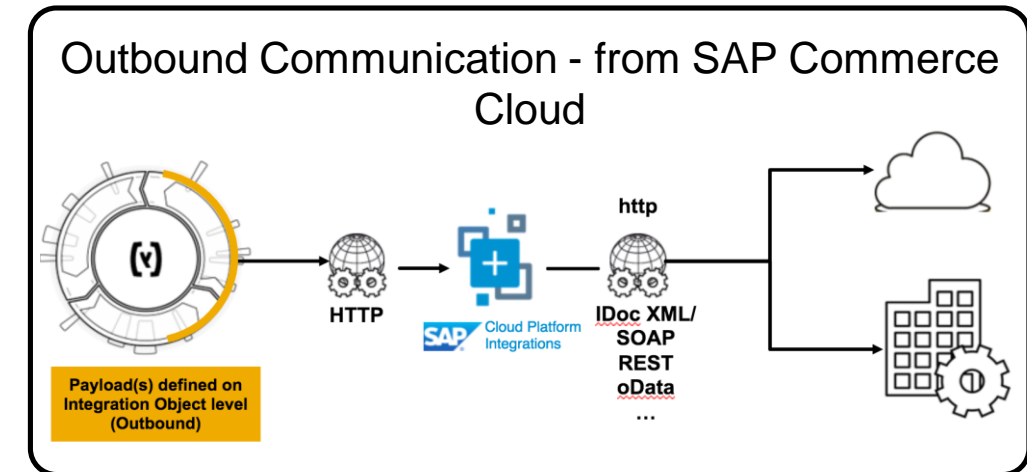 Outbound Communication - from SAP Commerce
Cloud
(y)
HTTP
SAP Cloud Platform
Integrations
http
IDoc XML/
SOAP
REST
oData
...
Payload(s) defined on
Integration Object level
(Outbound)